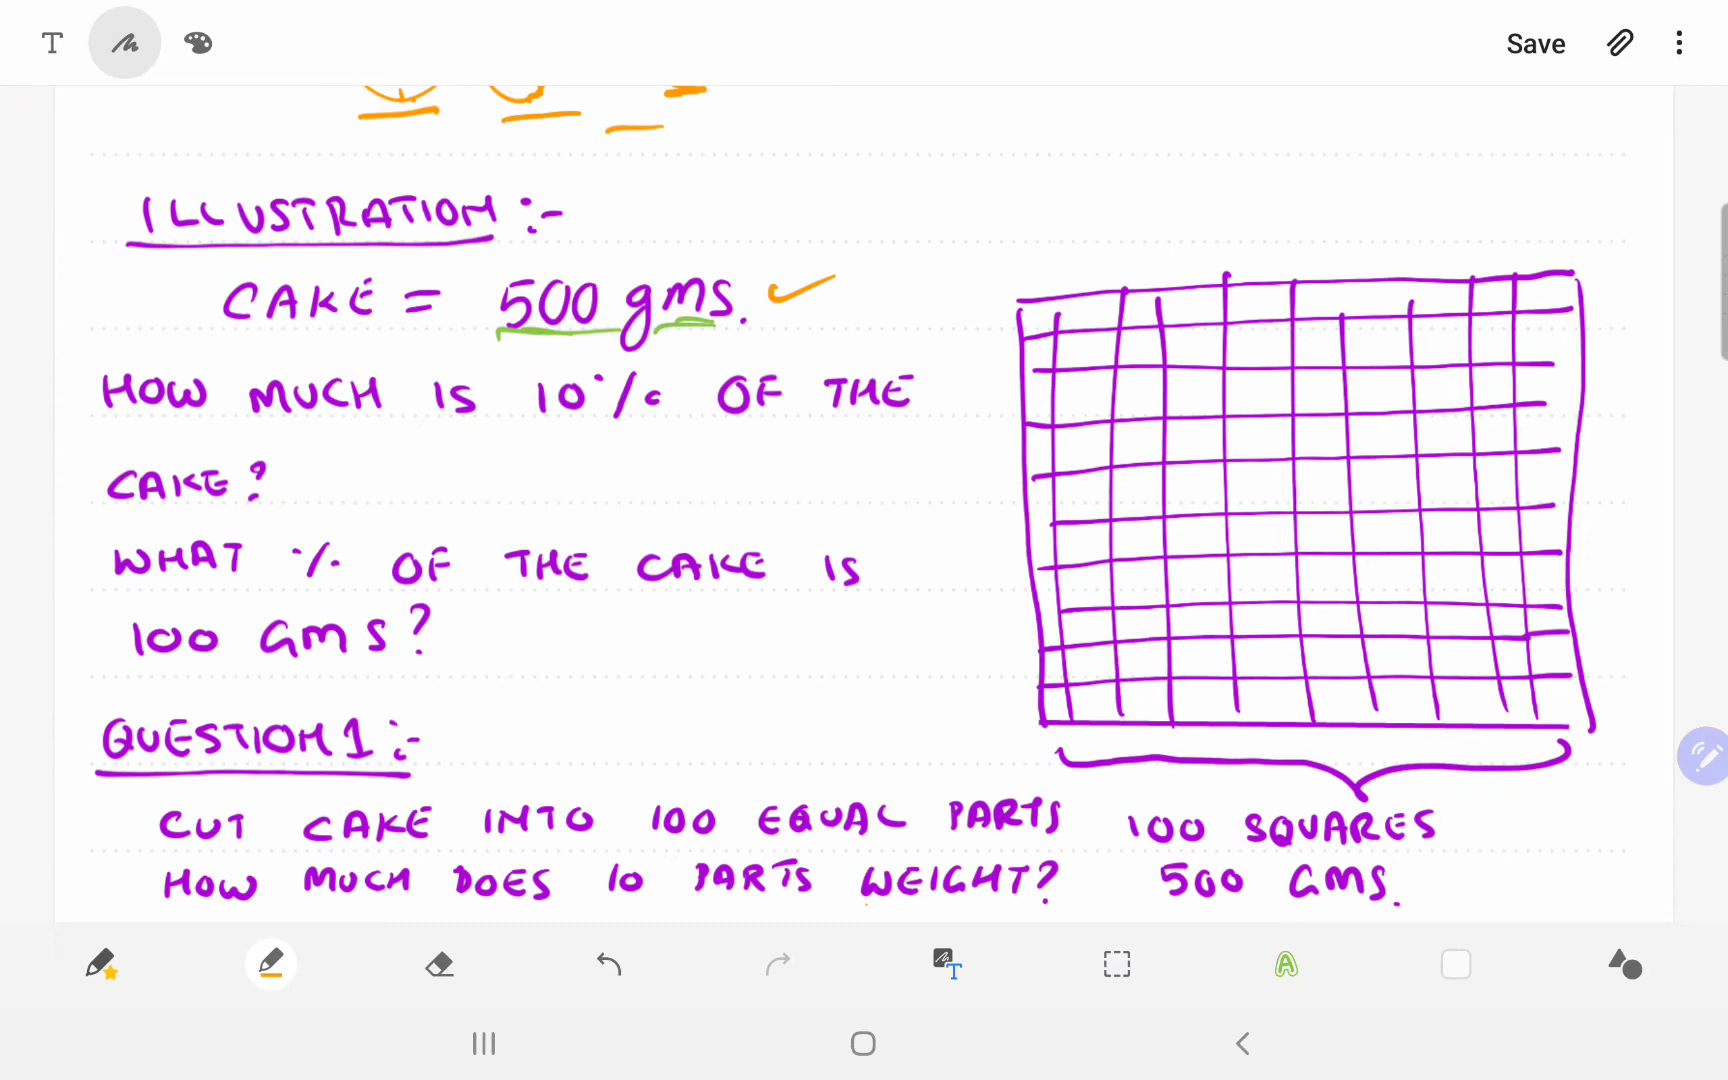 T
Save
ILLUSTRATION :-
CAKE = 500 gms.
HOW MUCH IS 10% OF THE
CAKE?
WHAT % OF THE CAKE IS
100 GMS?
QUESTION 1 :-
CUT CAKE INTO 100 EQUAL PARTS
HOW MUCH DOES 10 PARTS WEIGHT?
100 SQUARES
500 GMS.
T
A